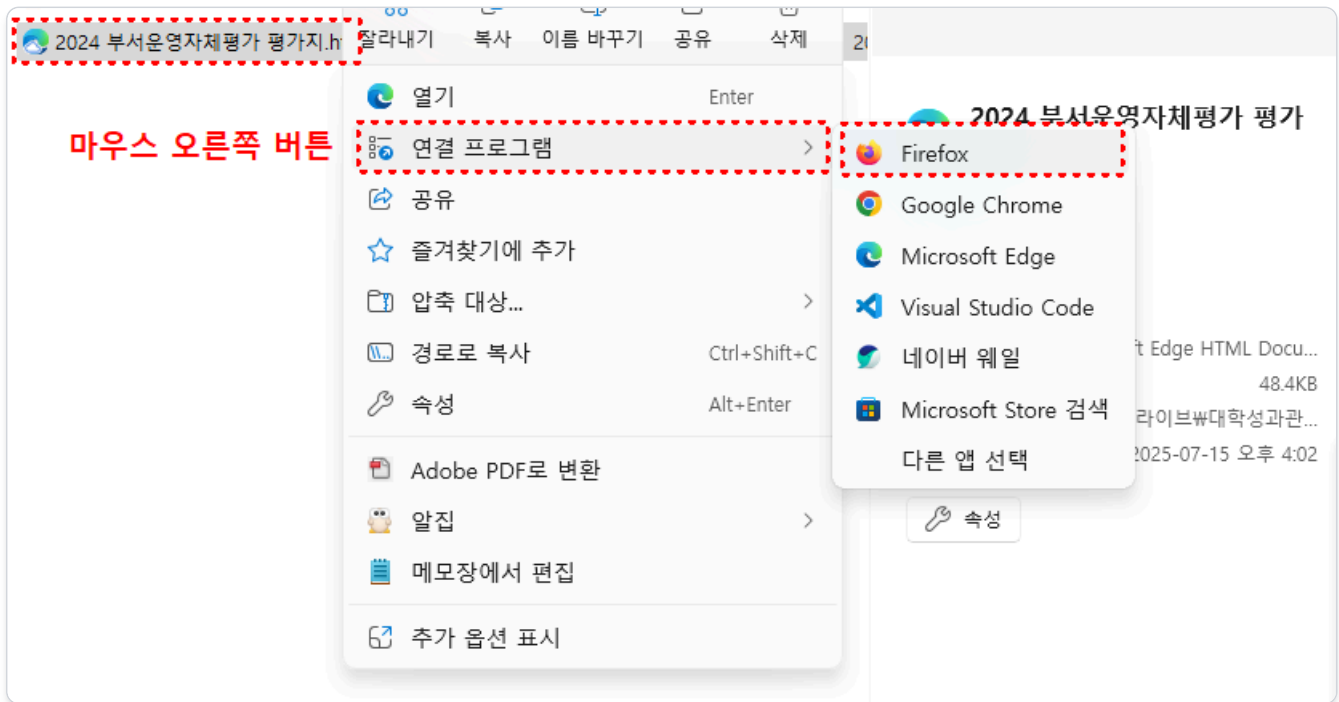 2024 부서운영자체평가 평가지.h
잘라내기 복사 이름 바꾸기 공유 삭제
마우스 오른쪽 버튼
열기 Enter
연결 프로그램
공유
즐겨찾기에 추가
압축 대상...
경로로 복사 Ctrl+Shift+C
속성 Alt+Enter
Adobe PDF로 변환
알집
메모장에서 편집
추가 옵션 표시
Firefox
Google Chrome
Microsoft Edge
Visual Studio Code
네이버 웨일
Microsoft Store 검색
다른 앱 선택
2024 부서운영자체평가 평가
t Edge HTML Docu...
48.4KB
라이브₩대학성과관...
2025-07-15 오후 4:02
속성